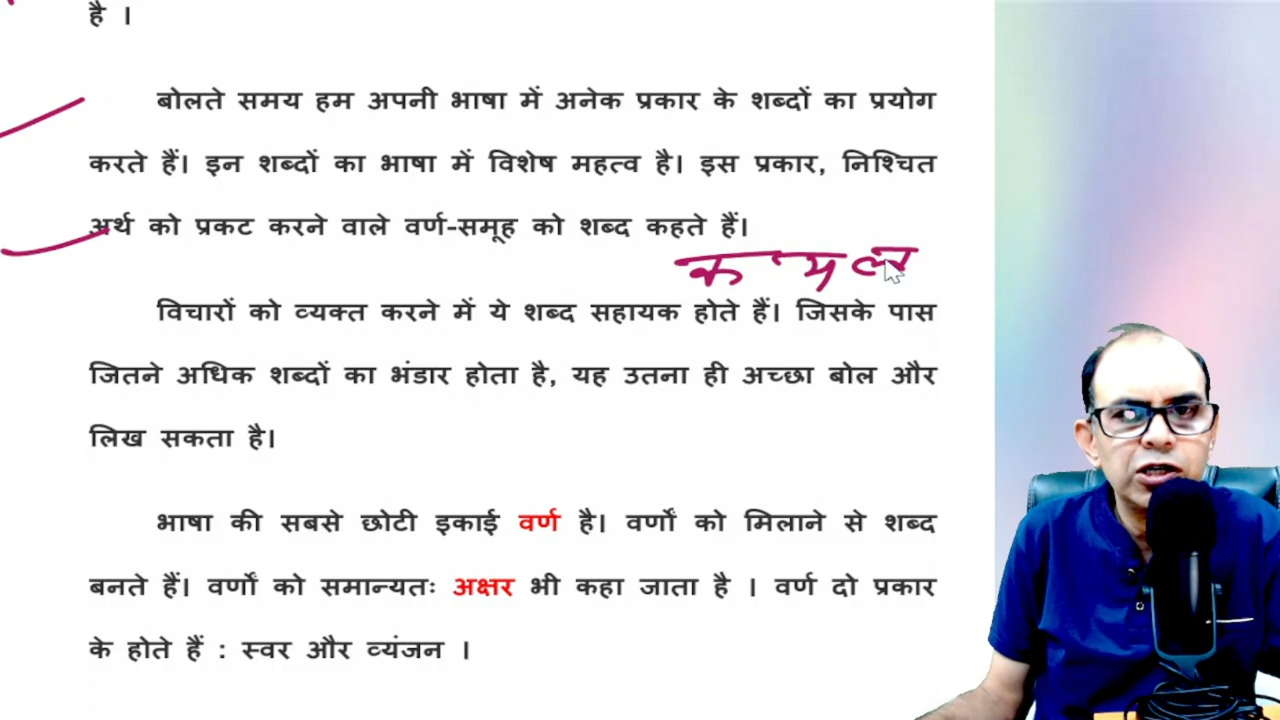 है ।
बोलते समय हम अपनी भाषा में अनेक प्रकार के शब्दों का प्रयोग
करते हैं। इन शब्दों का भाषा में विशेष महत्व है। इस प्रकार, निश्चित
अर्थ को प्रकट करने वाले वर्ण-समूह को शब्द कहते हैं।
क म ल
विचारों को व्यक्त करने में ये शब्द सहायक होते हैं। जिसके पास
जितने अधिक शब्दों का भंडार होता है, यह उतना ही अच्छा बोल और
लिख सकता है।
भाषा की सबसे छोटी इकाई वर्ण है। वर्णों को मिलाने से शब्द
बनते हैं। वर्णों को समान्यतः अक्षर भी कहा जाता है । वर्ण दो प्रकार
के होते हैं : स्वर और व्यंजन ।